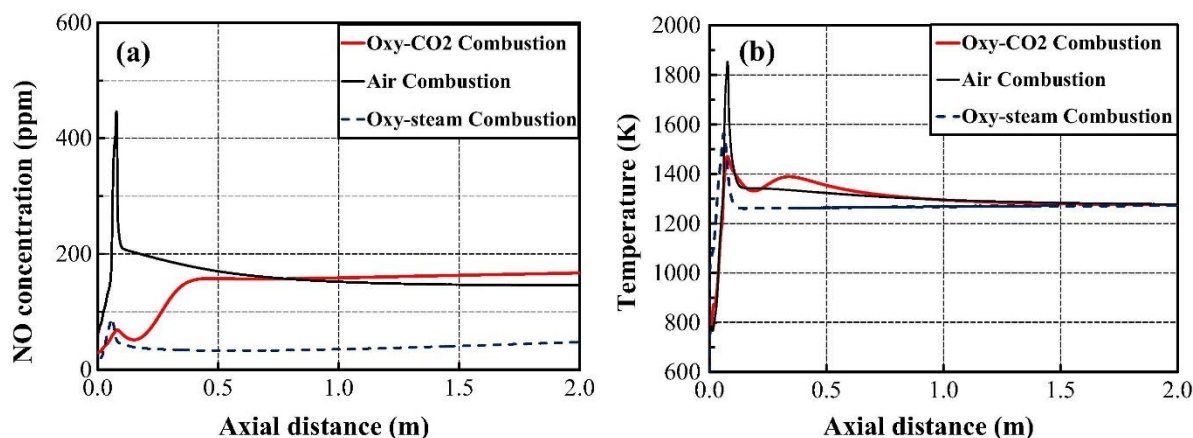 (a)
Oxy-CO2 Combustion
Air Combustion
Oxy-steam Combustion
NO concentration (ppm)
600
400
200
0
0.0 0.5 1.0 1.5 2.0
Axial distance (m)
(b)
Oxy-CO2 Combustion
Air Combustion
Oxy-steam Combustion
Temperature (K)
2000
1800
1600
1400
1200
1000
800
600
0.0 0.5 1.0 1.5 2.0
Axial distance (m)